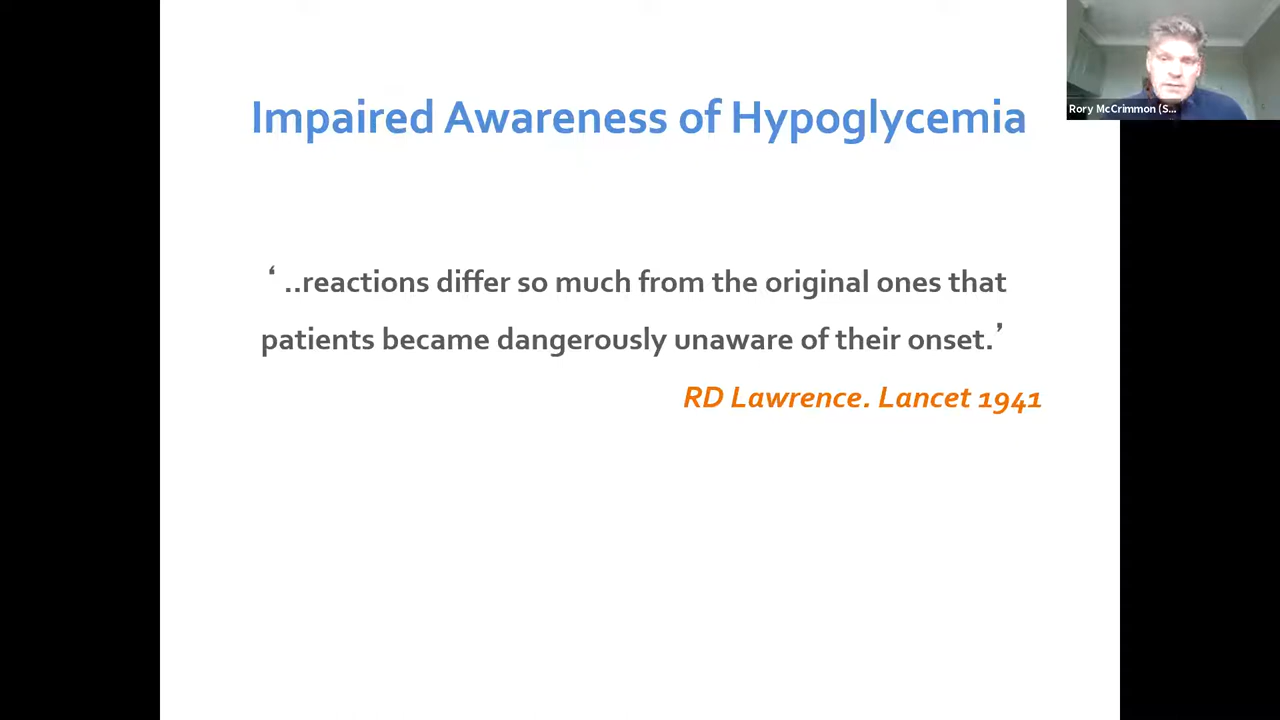 Impaired Awareness of Hypoglycemia
Rory McCrimmon (S...
‘ ..reactions differ so much from the original ones that
patients became dangerously unaware of their onset.’
RD Lawrence. Lancet 1941